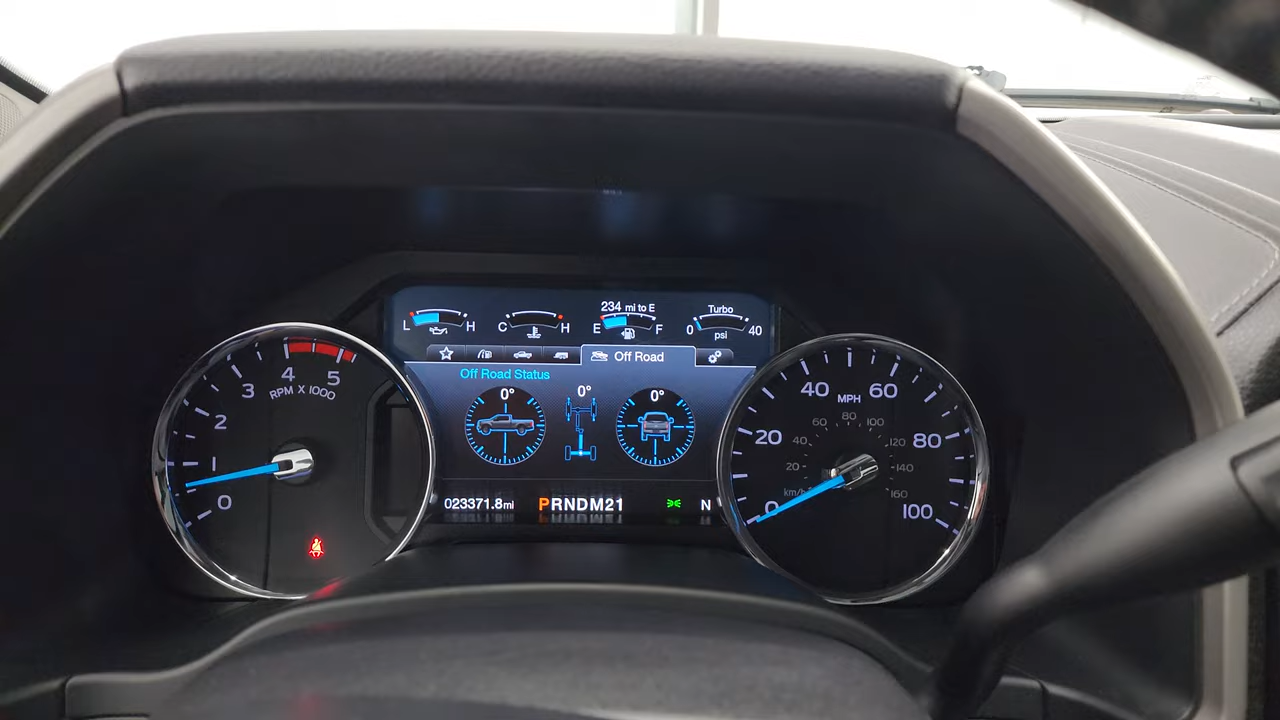 234 mi to E
Turbo
L H
C H
E F
0 40
psi
Off Road
Off Road Status
0° 0° 0°
023371.8mi
PRNDM21
N
0 1 2 3 4 5
RPM X 1000
0 20 40 60 80 100
MPH
20 40 60 80 100 120 140 160
km/h